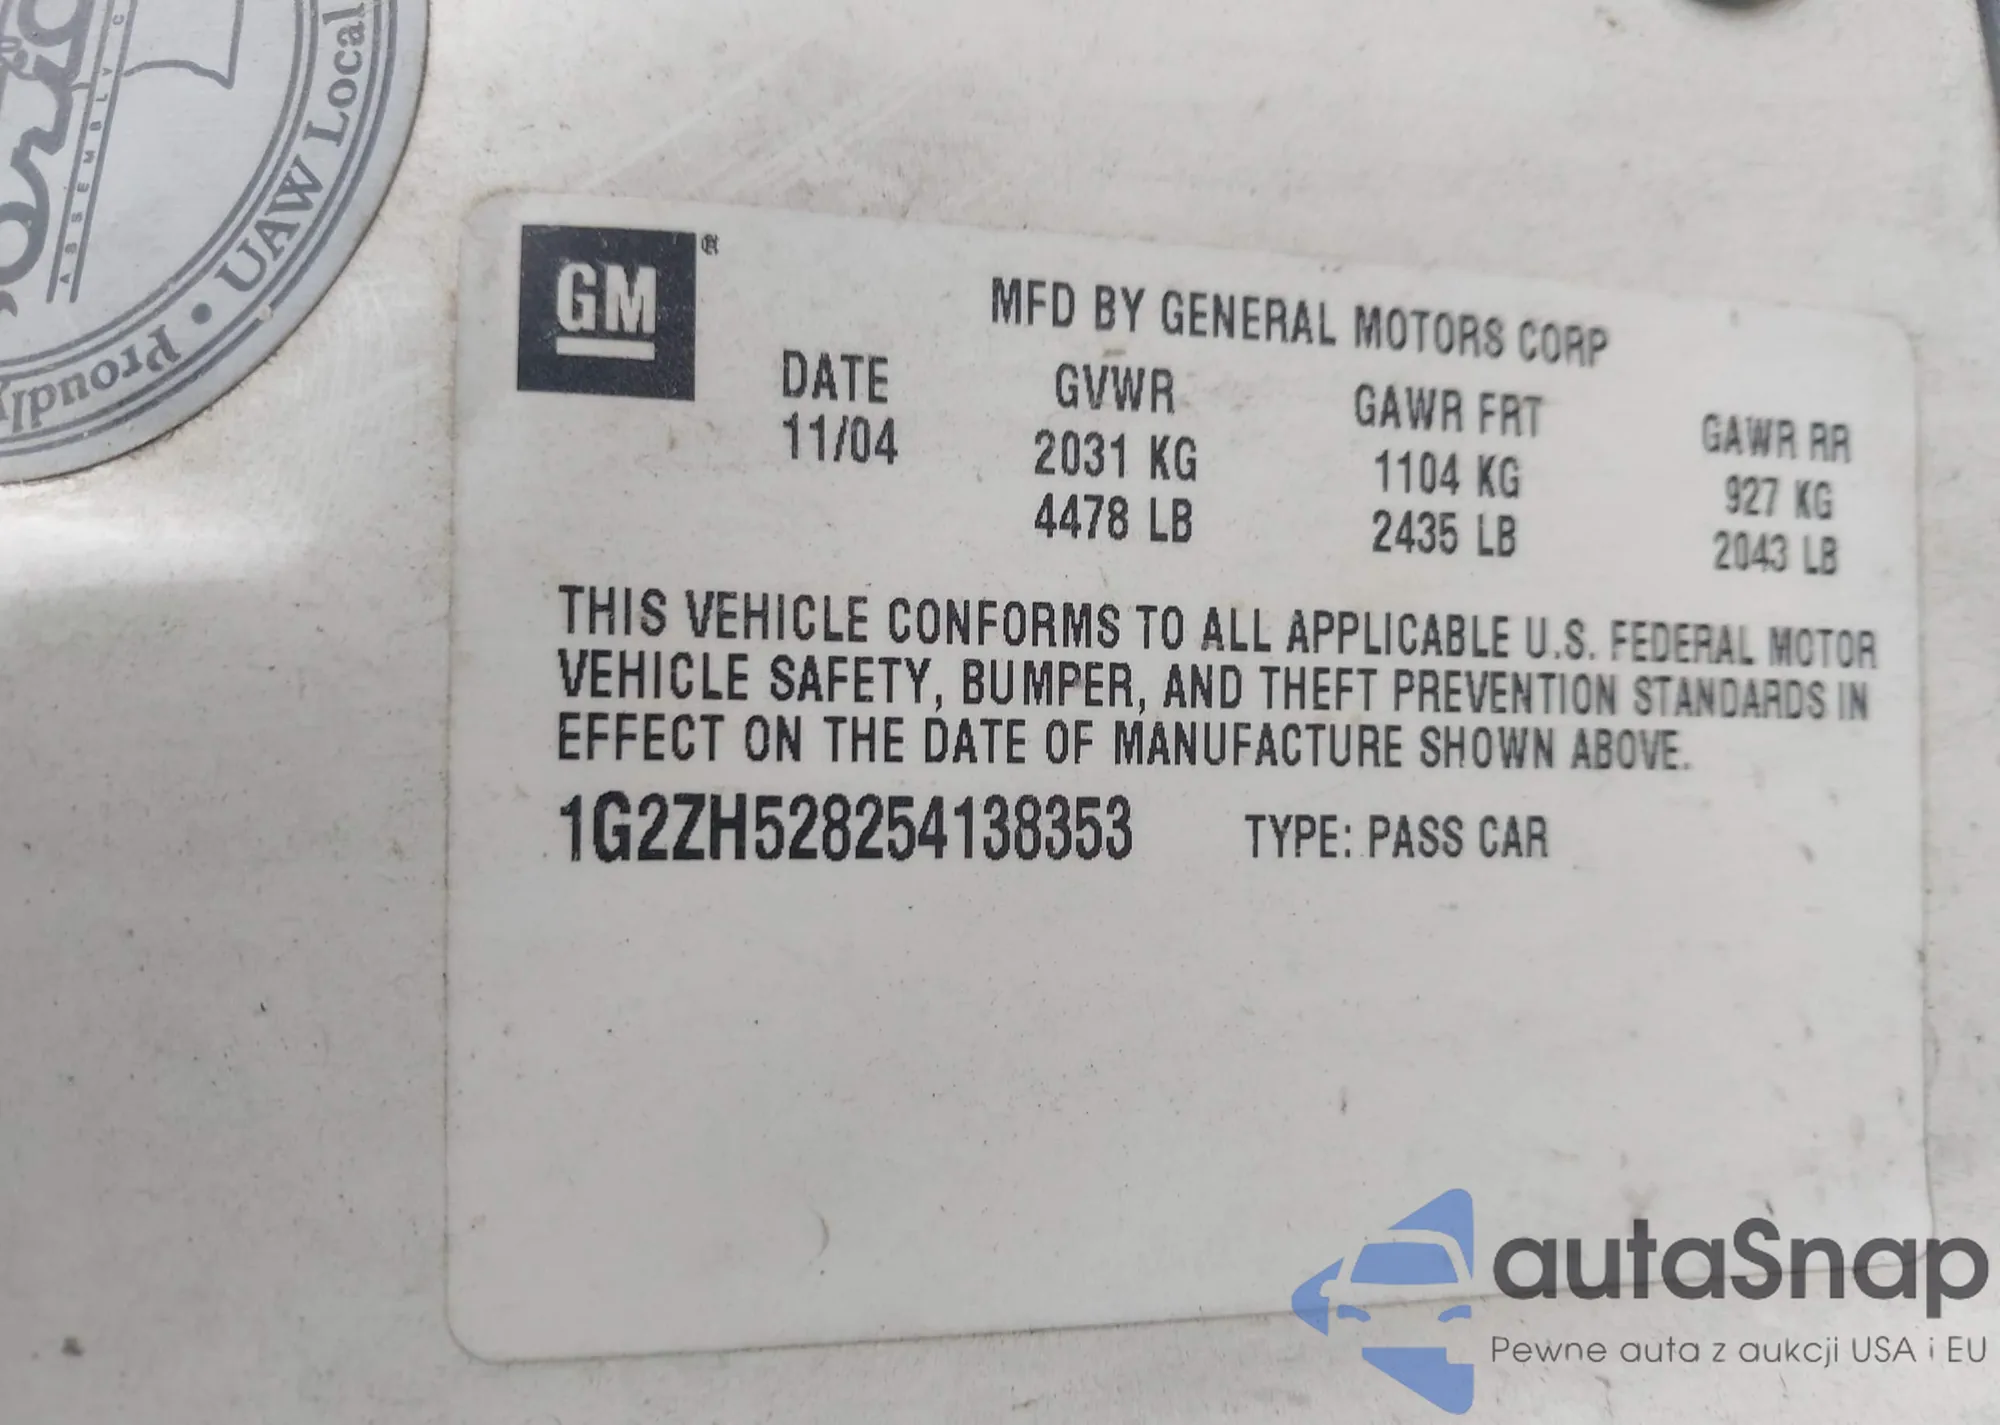 ASSEMBLY
Proudly • UAW Local
GM®
MFD BY GENERAL MOTORS CORP
DATE GVWR GAWR FRT GAWR RR
11/04 2031 KG 1104 KG 927 KG
4478 LB 2435 LB 2043 LB
THIS VEHICLE CONFORMS TO ALL APPLICABLE U.S. FEDERAL MOTOR
VEHICLE SAFETY, BUMPER, AND THEFT PREVENTION STANDARDS IN
EFFECT ON THE DATE OF MANUFACTURE SHOWN ABOVE.
1G2ZH528254138353 TYPE: PASS CAR
autaSnap
Pewne auta z aukcji USA i EU